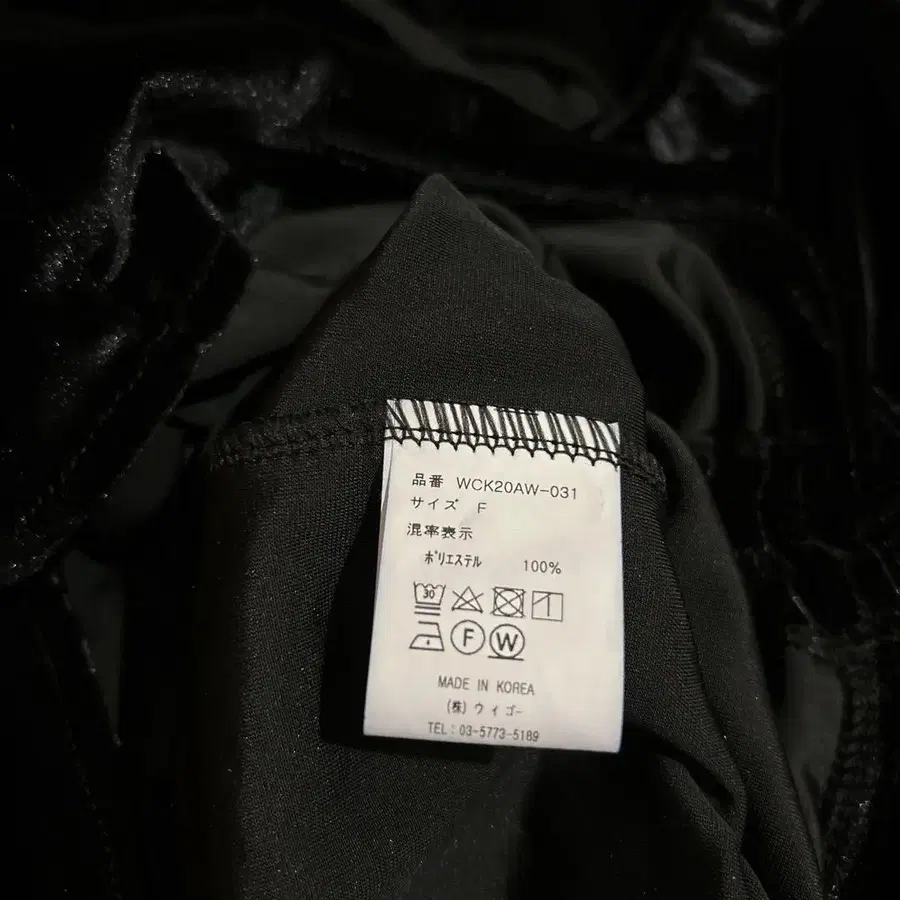 品番 WCK20AW-031
サイズ F
混率表示
ポリエステル 100%
30
F W
MADE IN KOREA
(株) ウィゴー
TEL: 03-5773-5189